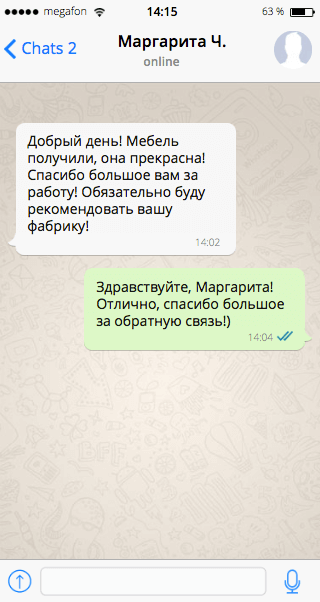 megafon 14:15 63 %
Chats 2 Маргарита Ч.
online
Добрый день! Мебель
получили, она прекрасна!
Спасибо большое вам за
работу! Обязательно буду
рекомендовать вашу
фабрику!
14:02
Здравствуйте, Маргарита!
Отлично, спасибо большое
за обратную связь!)
14:04
BFF